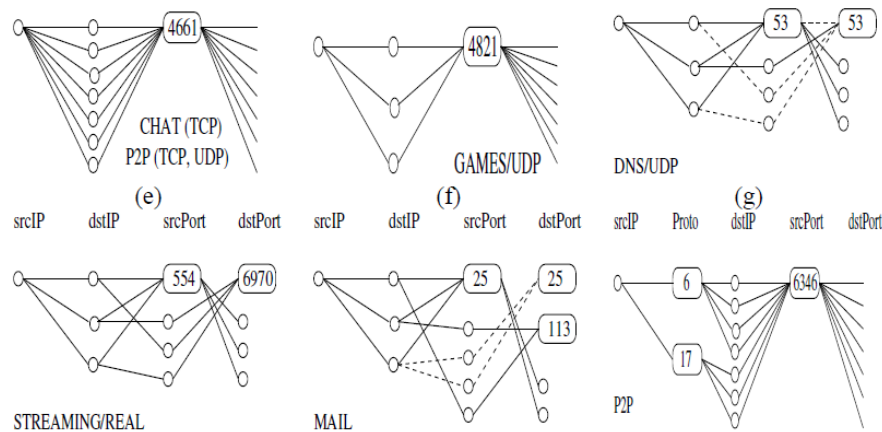 4661
CHAT (TCP)
P2P (TCP, UDP)
4821
GAMES/UDP
53 53
DNS/UDP
(e) (f) (g)
srcIP dstIP srcPort dstPort
554 6970
STREAMING/REAL
srcIP dstIP srcPort dstPort
25 25
113
MAIL
srcIP Proto dstIP srcPort dstPort
6 6346
17
P2P